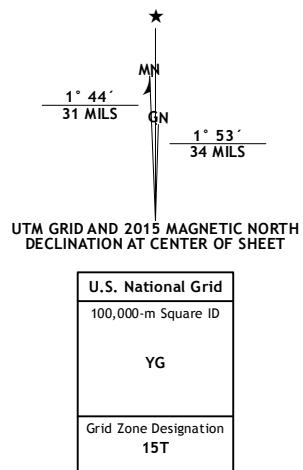 ★
MN
1° 44´
31 MILS
GN
1° 53´
34 MILS
UTM GRID AND 2015 MAGNETIC NORTH
DECLINATION AT CENTER OF SHEET
U.S. National Grid
100,000-m Square ID
YG
Grid Zone Designation
15T